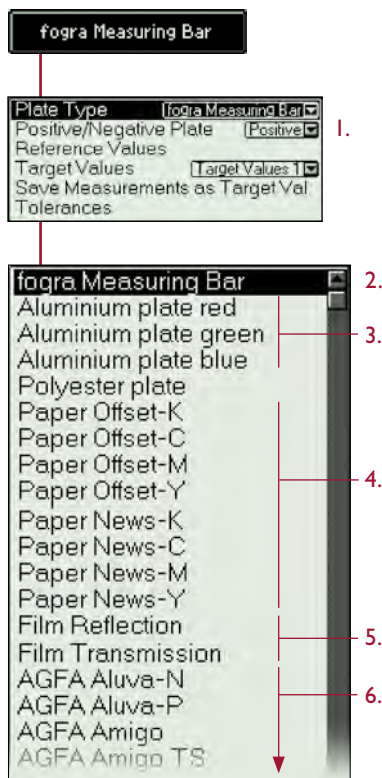 fogra Measuring Bar
Plate Type fogra Measuring Bar
Positive/Negative Plate Positive 1.
Reference Values
Target Values Target Values 1
Save Measurements as Target Val
Tolerances
fogra Measuring Bar 2.
Aluminium plate red
Aluminium plate green 3.
Aluminium plate blue
Polyester plate
Paper Offset-K
Paper Offset-C
Paper Offset-M 4.
Paper Offset-Y
Paper News-K
Paper News-C
Paper News-M
Paper News-Y
Film Reflection 5.
Film Transmission
AGFA Aluva-N 6.
AGFA Aluva-P
AGFA Amigo
AGFA Amigo TS